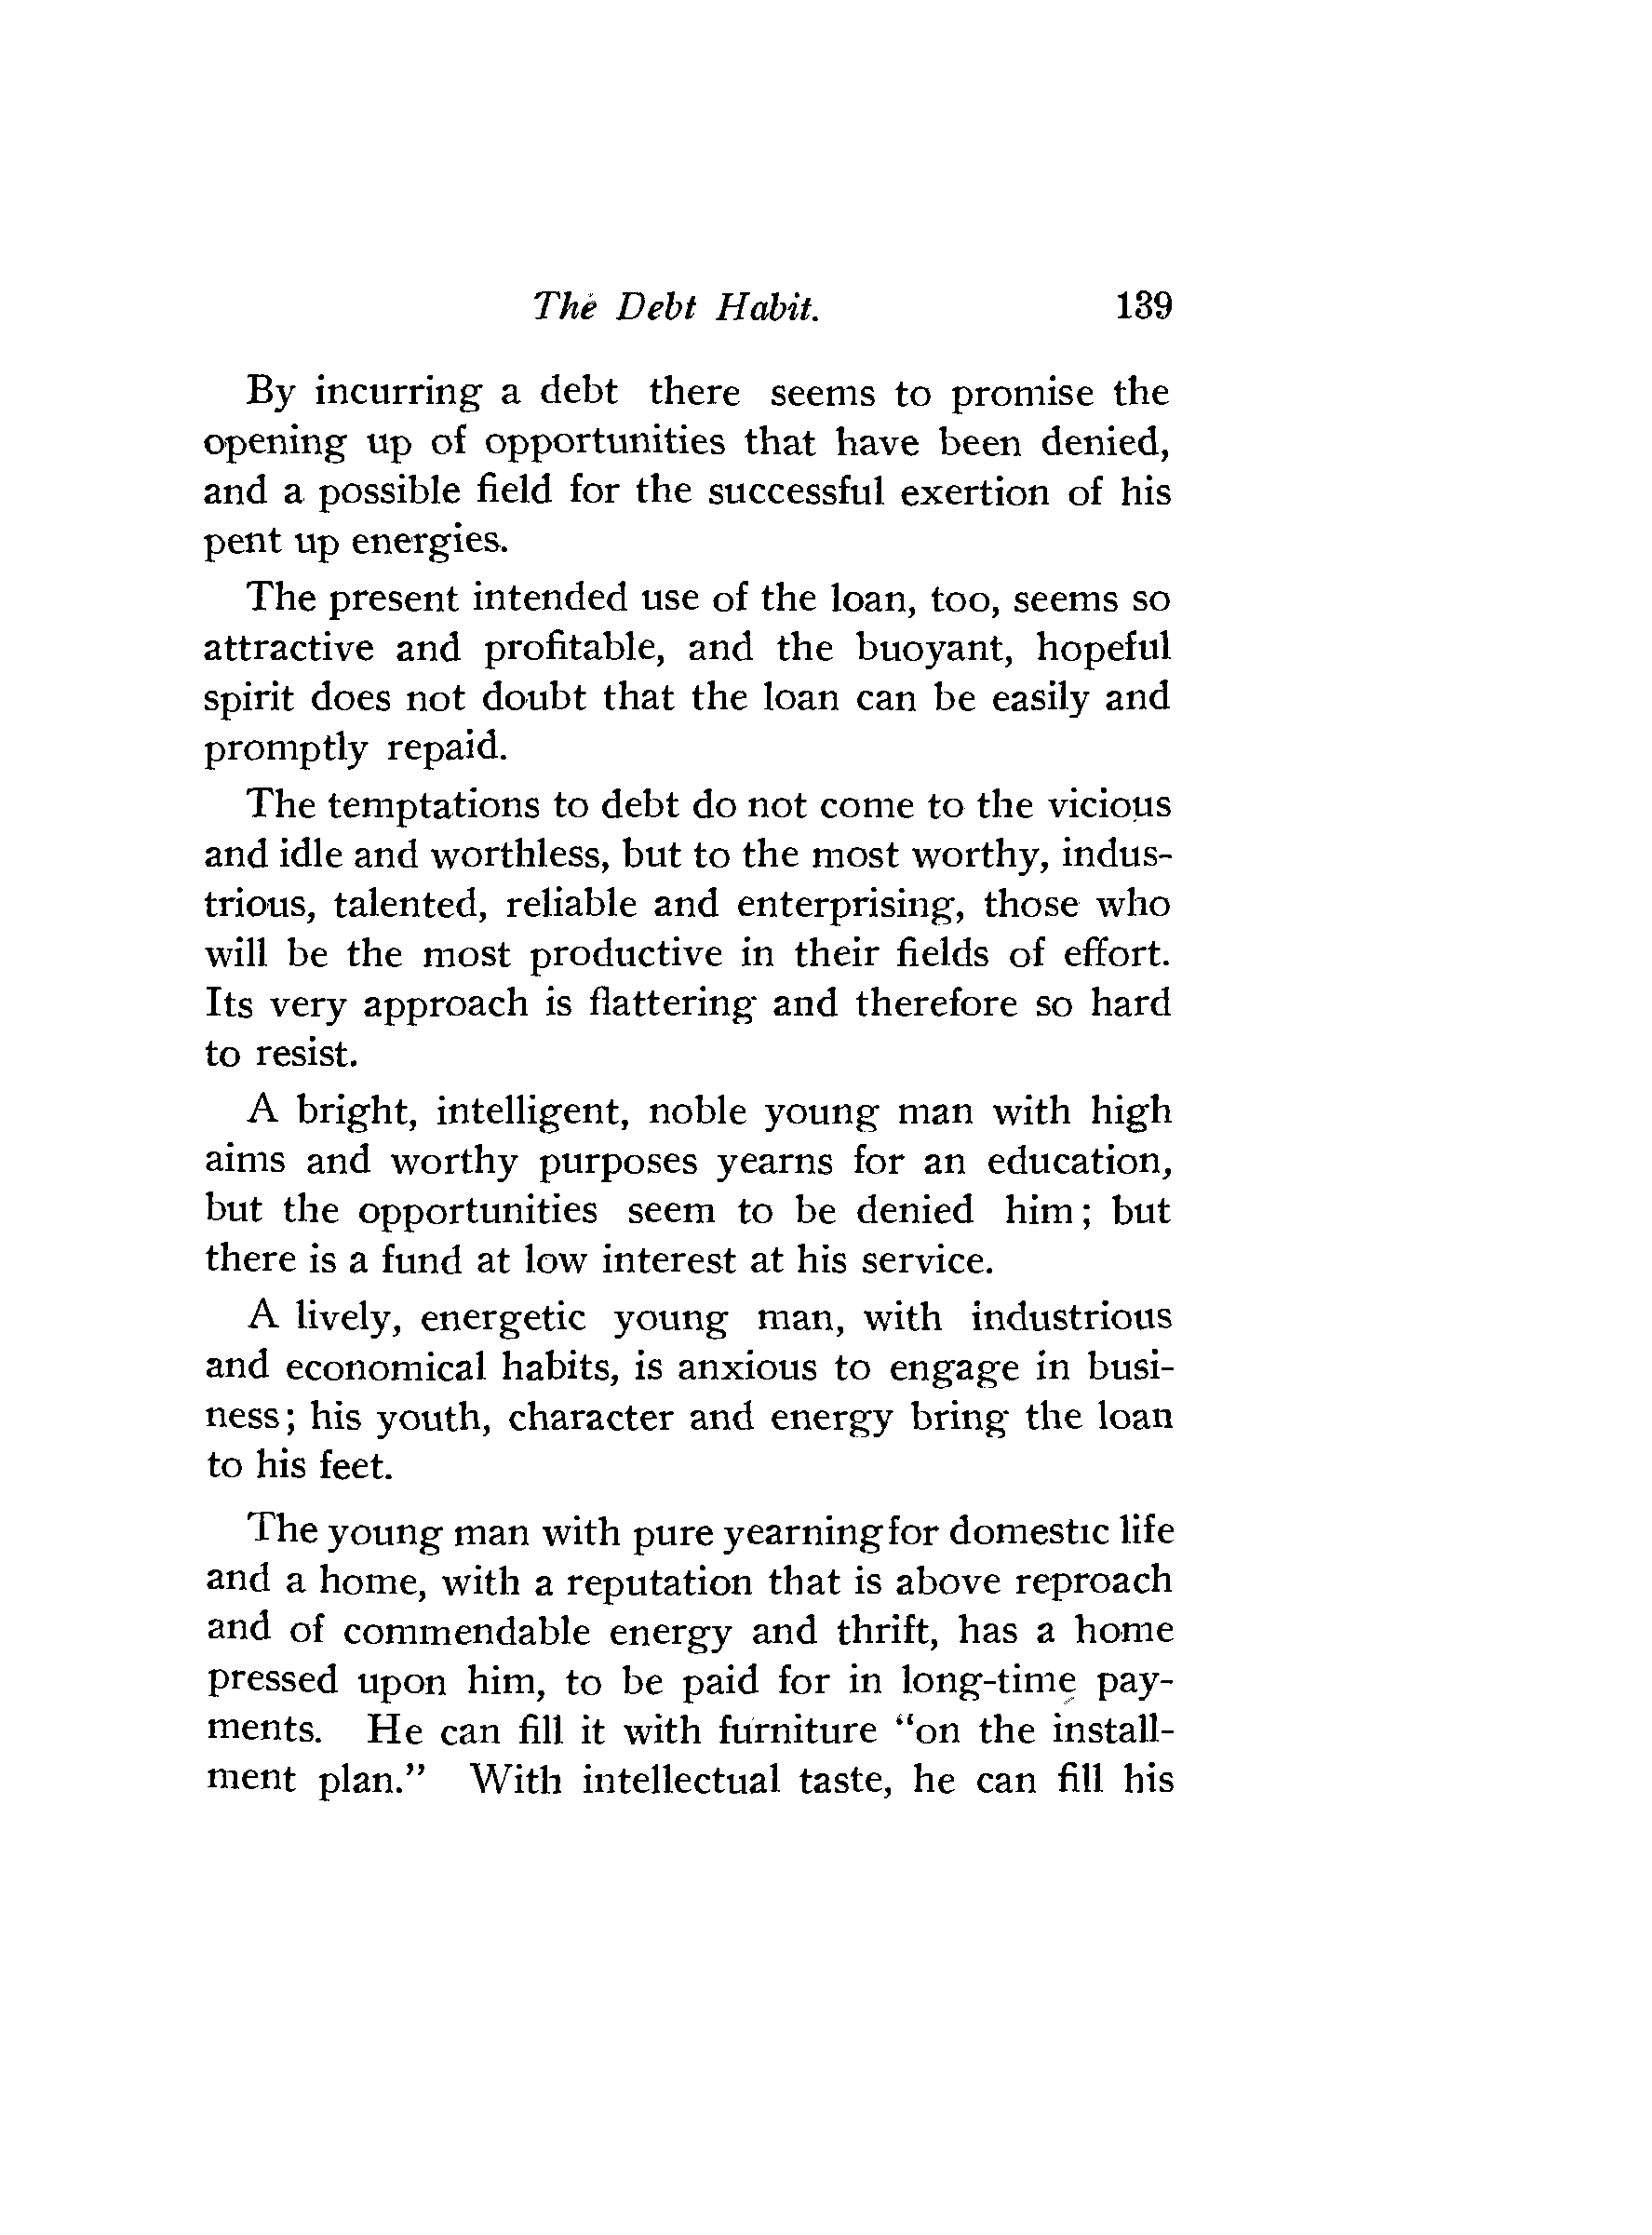 The Debt Habit. 139
By incurring a debt there seems to promise the
opening up of opportunities that have been denied,
and a possible field for the successful exertion of his
pent up energies.
The present intended use of the loan, too, seems so
attractive and profitable, and the buoyant, hopeful
spirit does not doubt that the loan can be easily and
promptly repaid.
The temptations to debt do not come to the vicious
and idle and worthless, but to the most worthy, indus-
trious, talented, reliable and enterprising, those who
will be the most productive in their fields of effort.
Its very approach is flattering and therefore so hard
to resist.
A bright, intelligent, noble young man with high
aims and worthy purposes yearns for an education,
but the opportunities seem to be denied him; but
there is a fund at low interest at his service.
A lively, energetic young man, with industrious
and economical habits, is anxious to engage in busi-
ness; his youth, character and energy bring the loan
to his feet.
The young man with pure yearning for domestic life
and a home, with a reputation that is above reproach
and of commendable energy and thrift, has a home
pressed upon him, to be paid for in long-time pay-
ments. He can fill it with furniture “on the install-
ment plan.” With intellectual taste, he can fill his